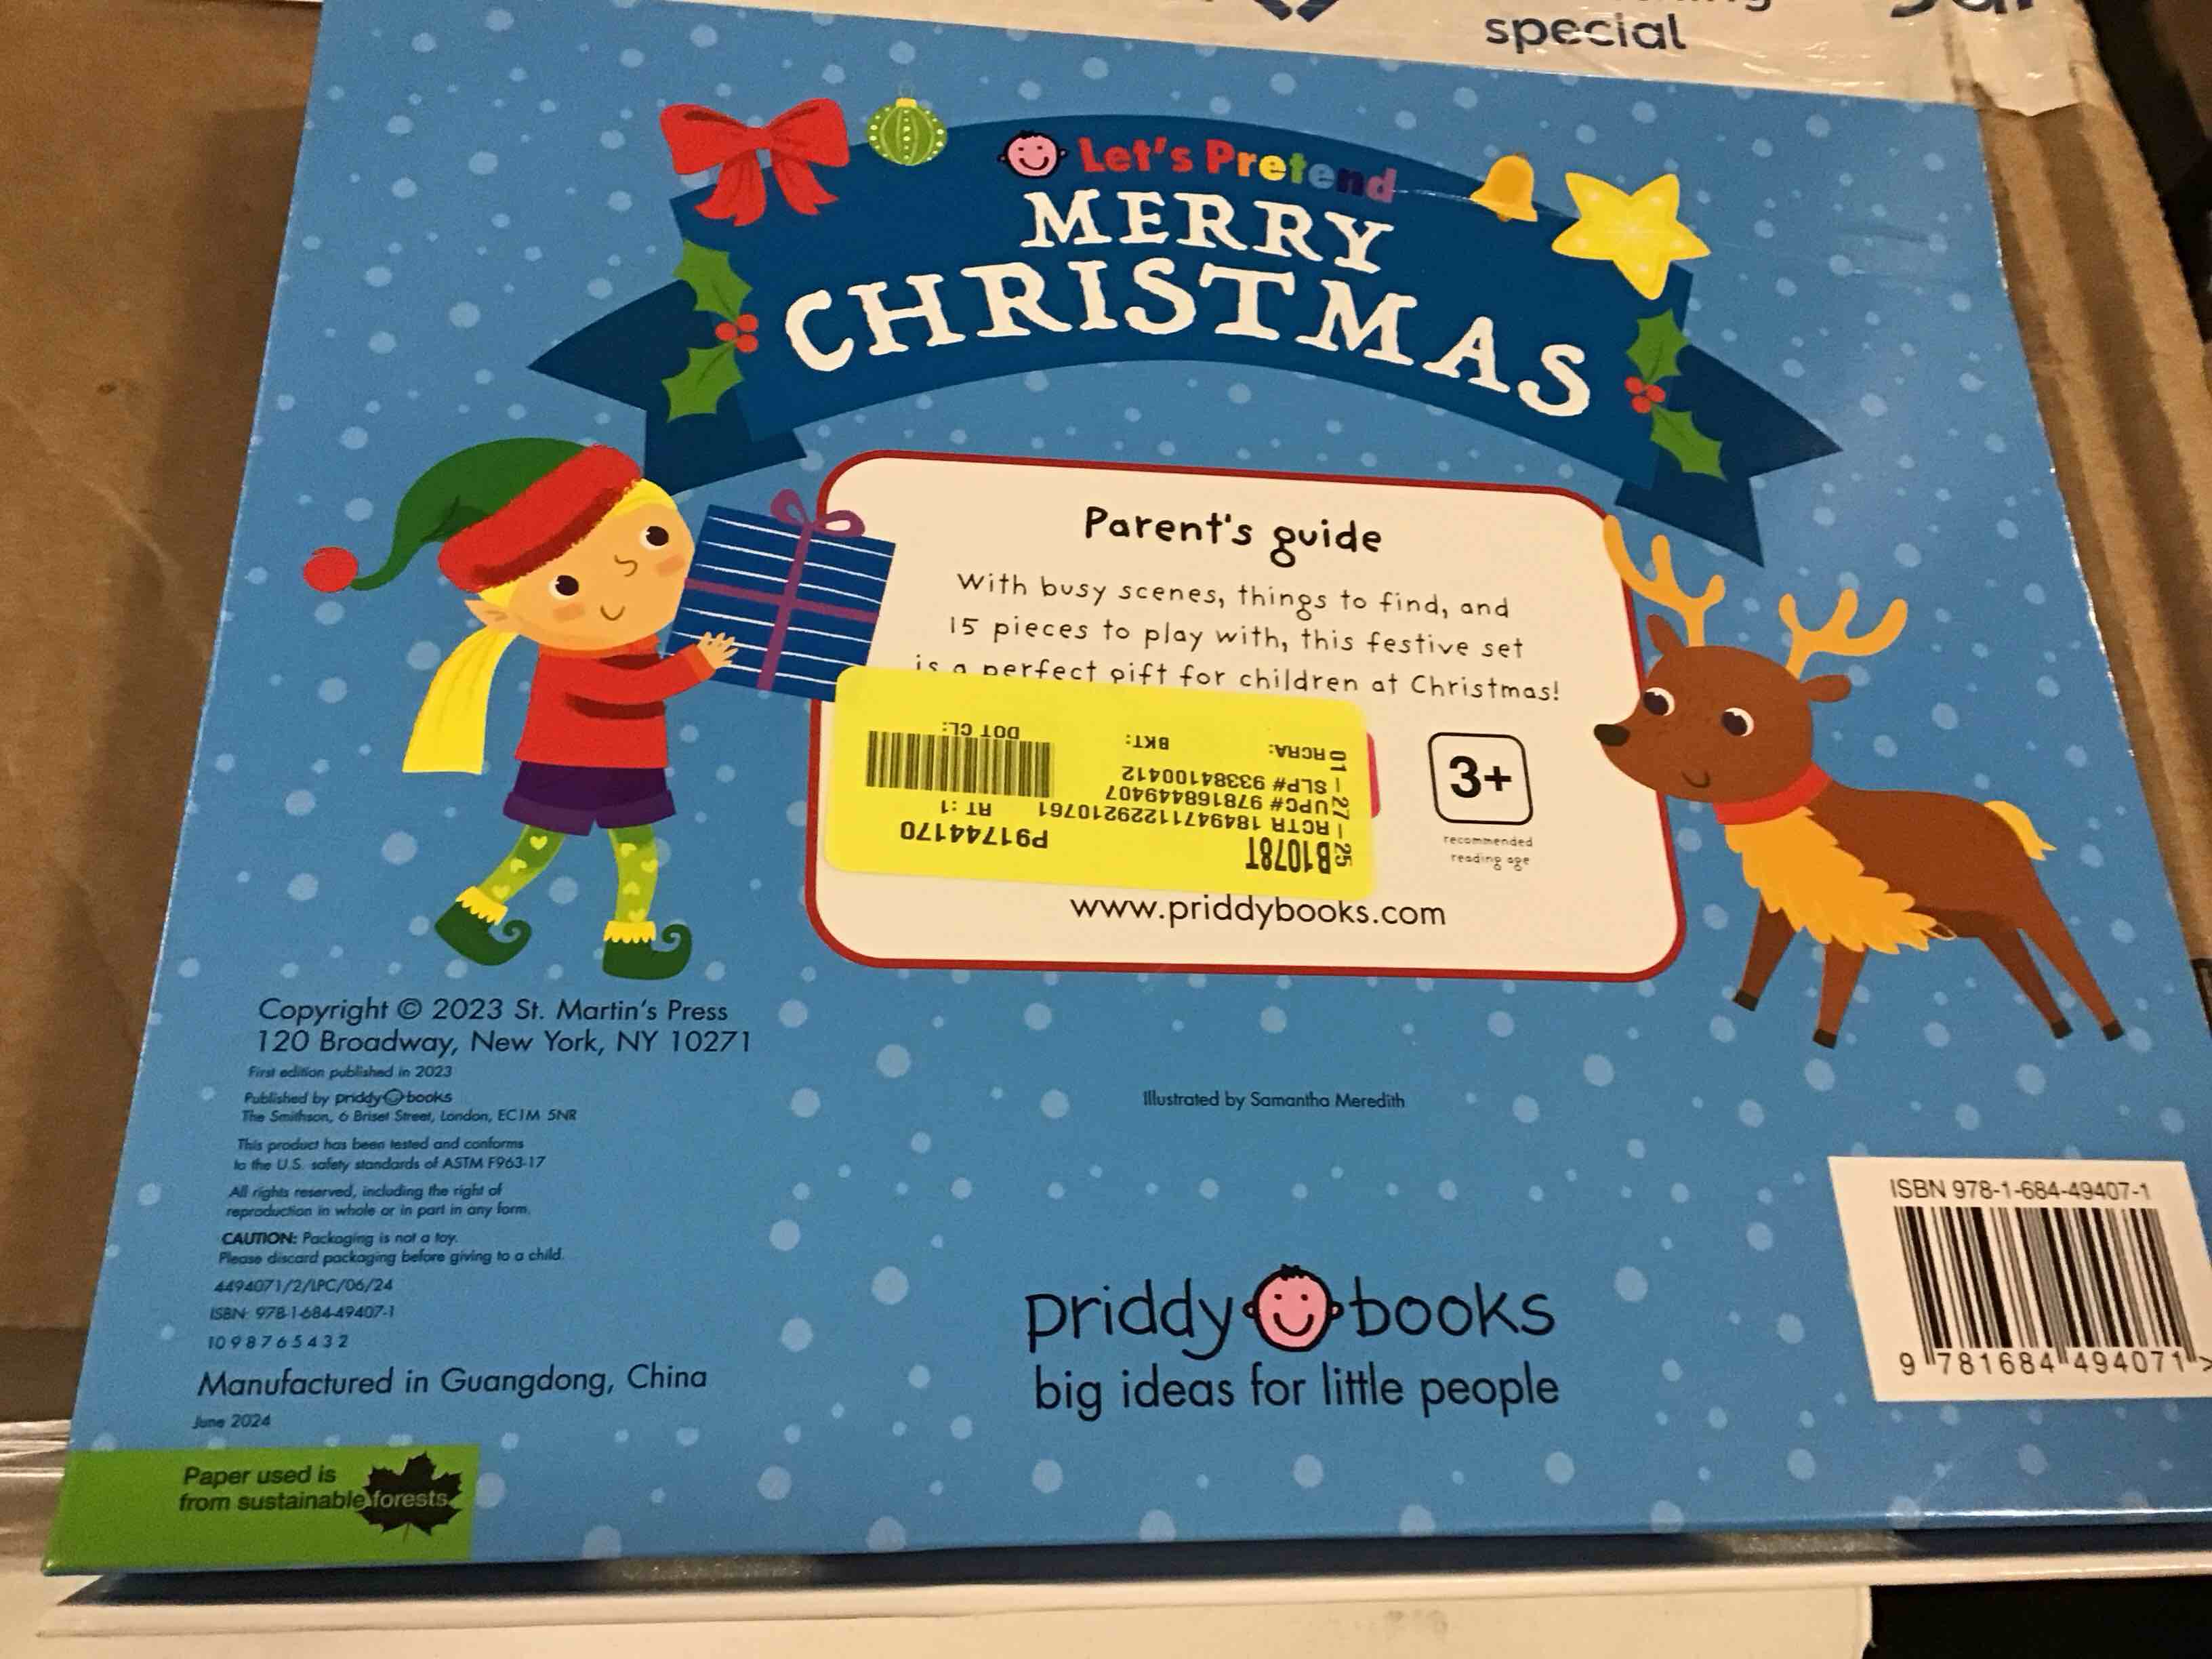 special
Let's Pretend
MERRY
CHRISTMAS
Parent's guide
With busy scenes, things to find, and
15 pieces to play with, this festive set
is a perfect gift for children at Christmas!
B1078T
P91744170
RCTR 18494711229210761
RT :1
UPC# 978168449407
SLP# 93384100412
RCRA:
BKT:
DOT CL:
01
27
25
3+
recommended
reading age
www.priddybooks.com
Copyright © 2023 St. Martin's Press
120 Broadway, New York, NY 10271
First edition published in 2023
Published by priddy books
The Smithson, 6 Briset Street, London, EC1M 5NR
This product has been tested and conforms
to the U.S. safety standards of ASTM F963-17
All rights reserved, including the right of
reproduction in whole or in part in any form.
CAUTION: Packaging is not a toy.
Please discard packaging before giving to a child.
4494071/2/LPC/06/24
ISBN: 978-1-684-49407-1
10 9 8 7 6 5 4 3 2
Manufactured in Guangdong, China
June 2024
Paper used is
from sustainable forests
Illustrated by Samantha Meredith
priddy books
big ideas for little people
ISBN 978-1-684-49407-1
9 781684 494071 >